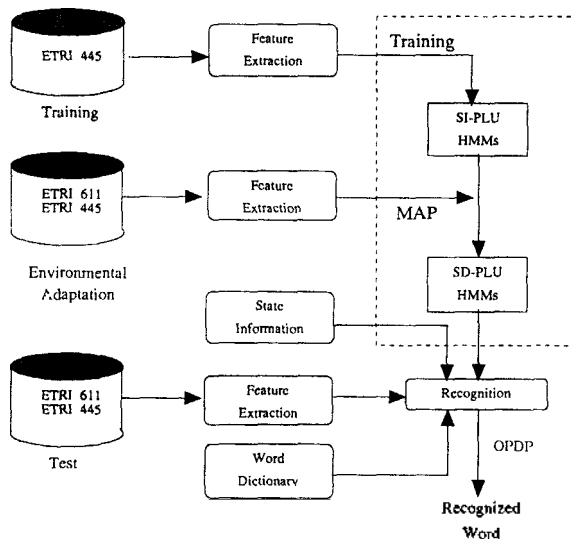 ETRI 445
Training
Feature
Extraction
Training
SI-PLU
HMMs
ETRI 611
ETRI 445
Environmental
Adaptation
Feature
Extraction
MAP
SD-PLU
HMMs
State
Information
ETRI 611
ETRI 445
Test
Feature
Extraction
Recognition
Word
Dictionary
OPDP
Recognized
Word